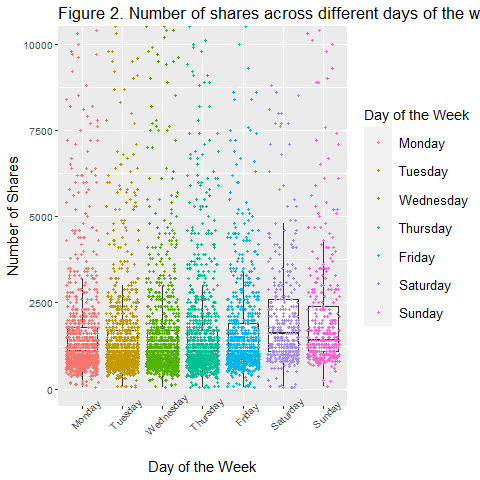 Figure 2. Number of shares across different days of the w
10000
7500
5000
2500
0
Number of Shares
Monday
Tuesday
Wednesday
Thursday
Friday
Saturday
Sunday
Day of the Week
Day of the Week
Monday
Tuesday
Wednesday
Thursday
Friday
Saturday
Sunday